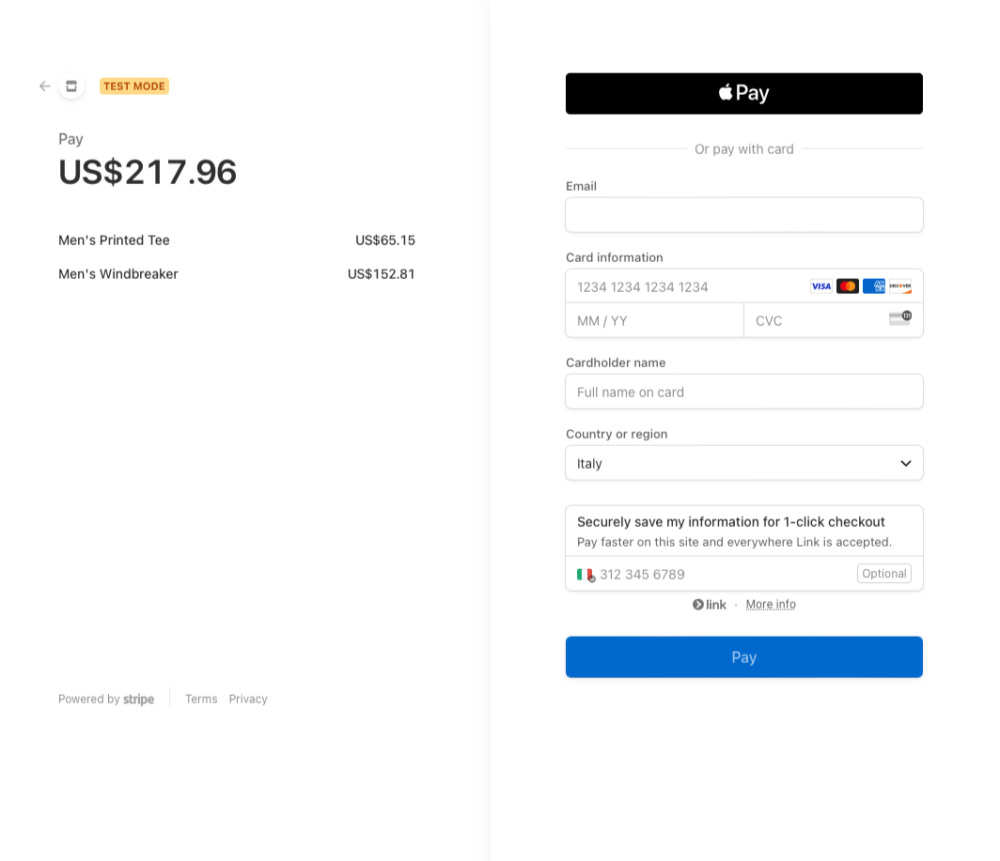 TEST MODE
Pay
US$217.96
Men's Printed Tee US$65.15
Men's Windbreaker US$152.81
Powered by stripe Terms Privacy
Pay
Or pay with card
Email
Card information
1234 1234 1234 1234 VISA AM EX DISCOVER
MM / YY CVC 135
Cardholder name
Full name on card
Country or region
Italy
Securely save my information for 1-click checkout
Pay faster on this site and everywhere Link is accepted.
312 345 6789 Optional
link · More info
Pay